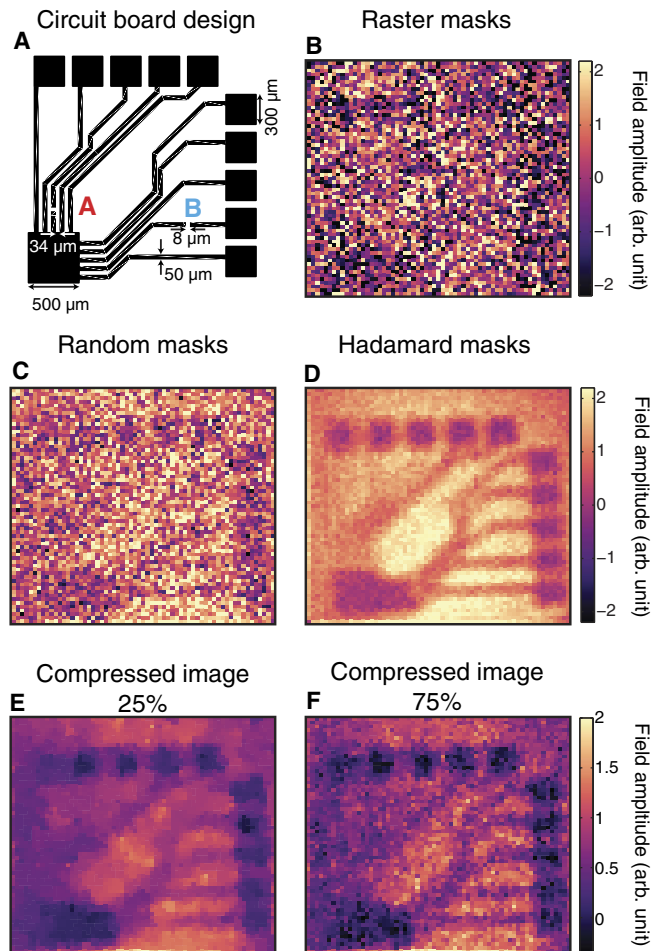 Circuit board design
A
300 μm
A
B
34 μm
8 μm
50 μm
500 μm
Raster masks
B
2
1
0
−1
−2
Field amplitude (arb. unit)
Random masks
C
Hadamard masks
D
2
1
0
−1
−2
Field amplitude (arb. unit)
Compressed image
25%
E
Compressed image
75%
F
2
1.5
1
0.5
0
Field ampltiude (arb. unit)